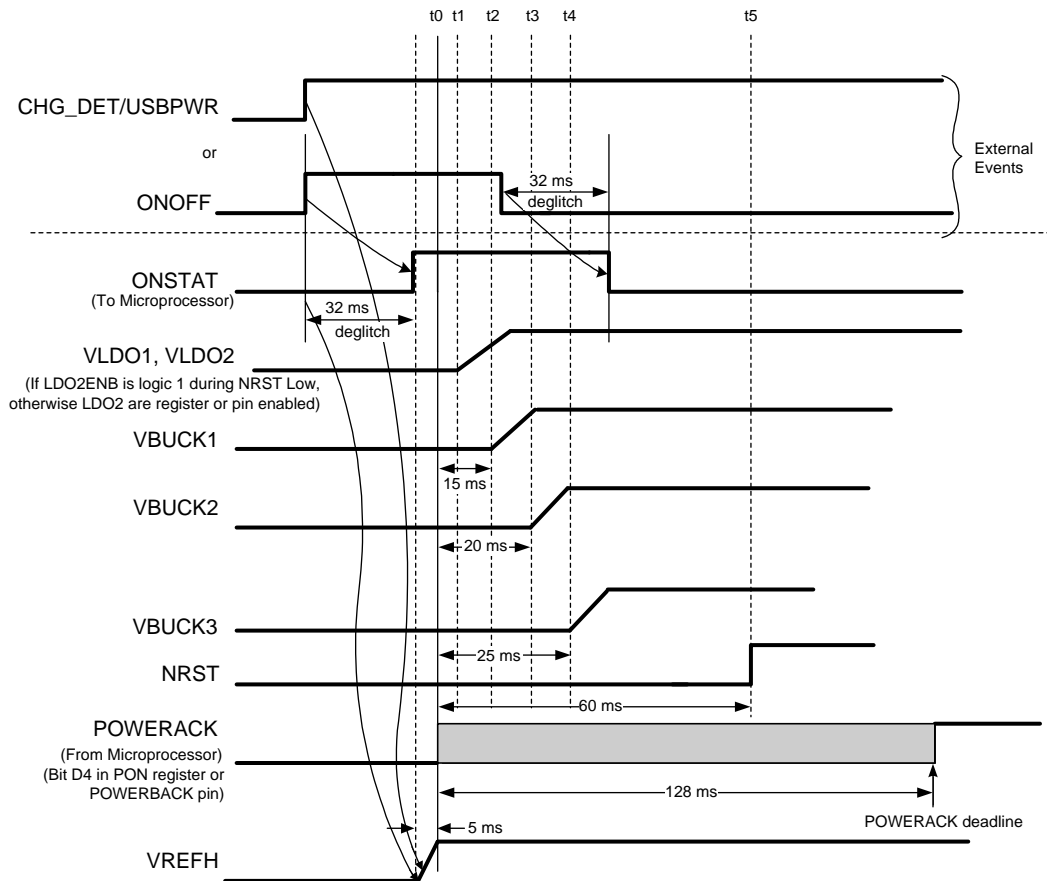 t0 t1 t2 t3 t4 t5
CHG_DET/USBPWR
or
External
Events
32 ms
deglitch
ONOFF
ONSTAT
(To Microprocessor)
32 ms
deglitch
VLDO1, VLDO2
(If LDO2ENB is logic 1 during NRST Low,
otherwise LDO2 are register or pin enabled)
VBUCK1
15 ms
VBUCK2
20 ms
VBUCK3
25 ms
NRST
60 ms
POWERACK
(From Microprocessor)
(Bit D4 in PON register or
POWERBACK pin)
128 ms
POWERACK deadline
5 ms
VREFH